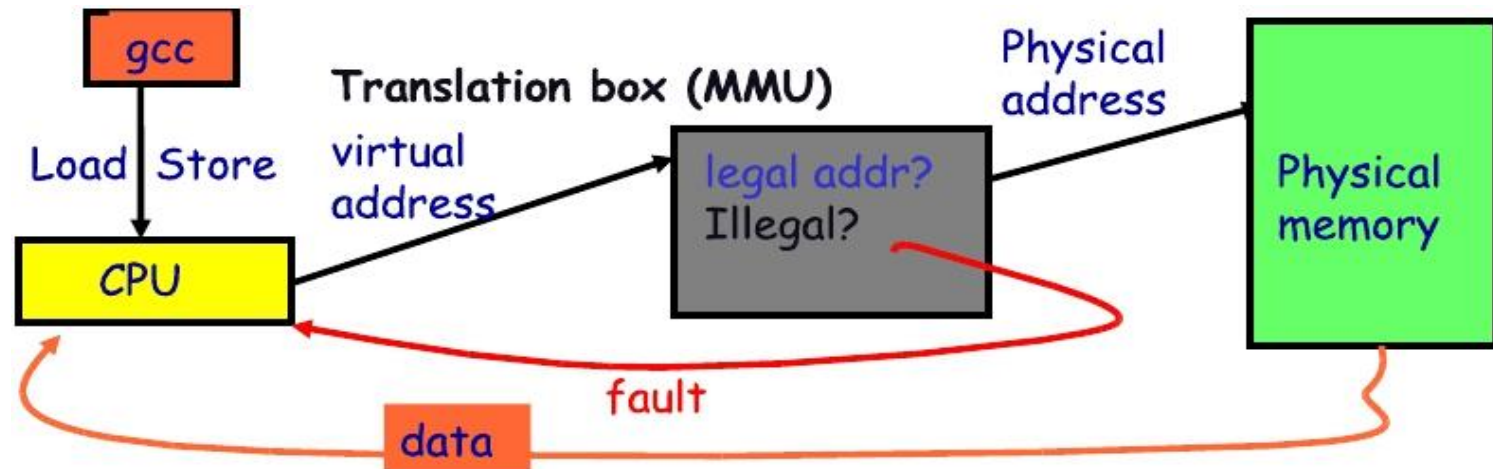 gcc
Load Store
CPU
Translation box (MMU)
virtual
address
legal addr?
Illegal?
Physical
address
Physical
memory
fault
data